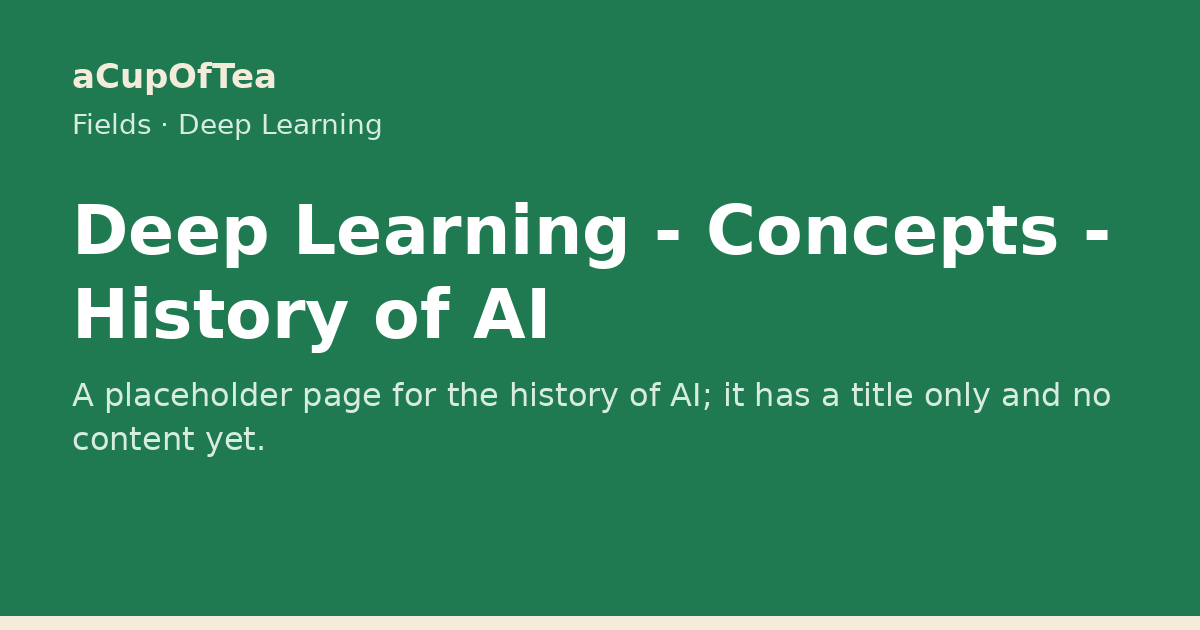 aCupOfTea
Fields · Deep Learning
Deep Learning - Concepts -
History of AI
A placeholder page for the history of AI; it has a title only and no
content yet.